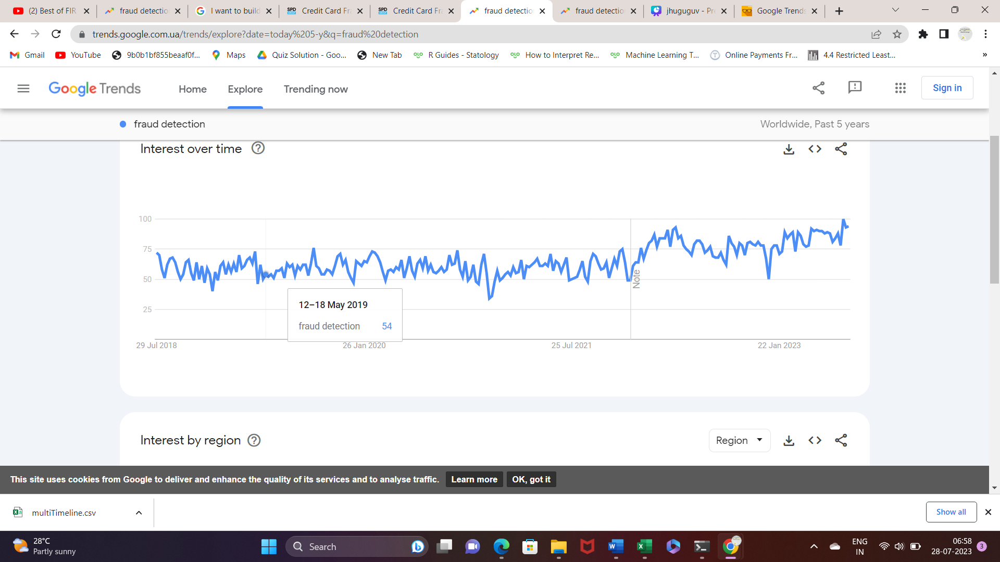 (2) Best of FIR
fraud detectio
I want to build
Credit Card Fra
Credit Card Fra
fraud detectio
fraud detectio
jhuguguv - Pre
Google Trends
trends.google.com.ua/trends/explore?date=today%205-y&q=fraud%20detection
Gmail
YouTube
9b0b1bf855beaaf0f...
Maps
Quiz Solution - Goo...
New Tab
R Guides - Statology
How to Interpret Re...
Machine Learning T...
Online Payments Fr...
4.4 Restricted Least...
»
Google Trends
Home
Explore
Trending now
Sign in
fraud detection
Worldwide, Past 5 years
Interest over time
100
75
50
25
Note
12–18 May 2019
fraud detection 54
29 Jul 2018
26 Jan 2020
25 Jul 2021
22 Jan 2023
Interest by region
Region
This site uses cookies from Google to deliver and enhance the quality of its services and to analyse traffic.
Learn more
OK, got it
multiTimeline.csv
Show all
28°C
Partly sunny
Search
ENG
IN
06:58
28-07-2023
3